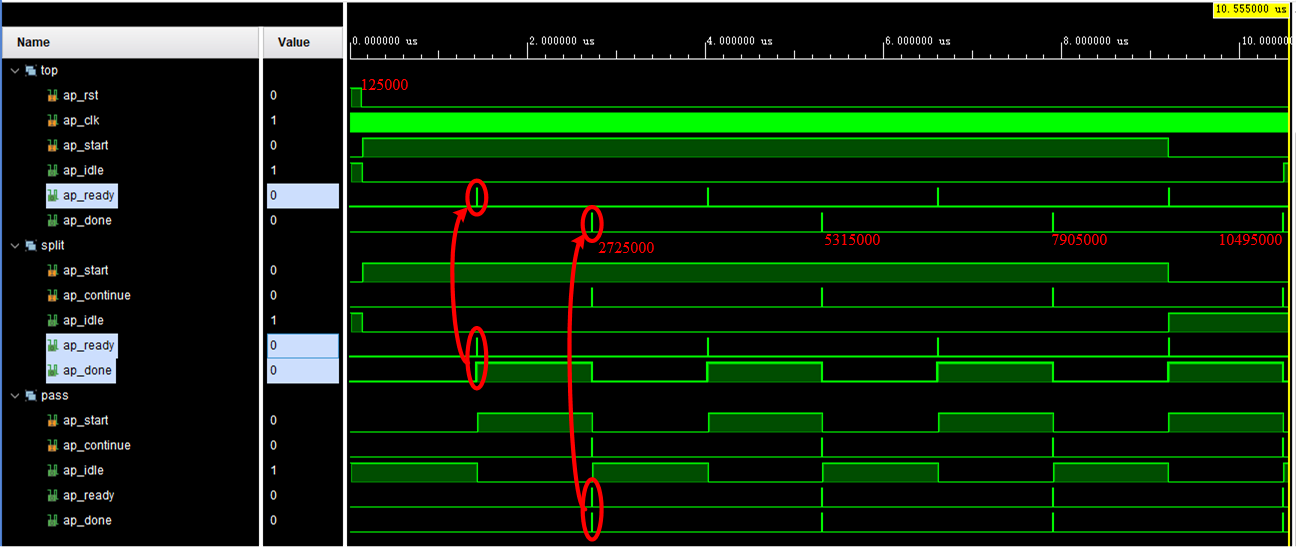 10.555000 us
Name Value
0.000000 us 2.000000 us 4.000000 us 6.000000 us 8.000000 us 10.00000
top
125000
ap_rst 0
ap_clk 1
ap_start 0
ap_idle 1
ap_ready 0
ap_done 0
split
2725000 5315000 7905000 10495000
ap_start 0
ap_continue 0
ap_idle 1
ap_ready 0
ap_done 0
pass
ap_start 0
ap_continue 0
ap_idle 1
ap_ready 0
ap_done 0